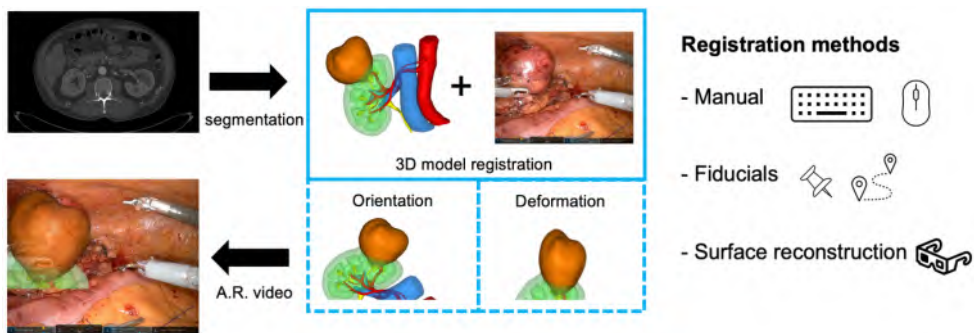 segmentation
+
3D model registration
Orientation
Deformation
A.R. video
Registration methods
- Manual
- Fiducials
- Surface reconstruction